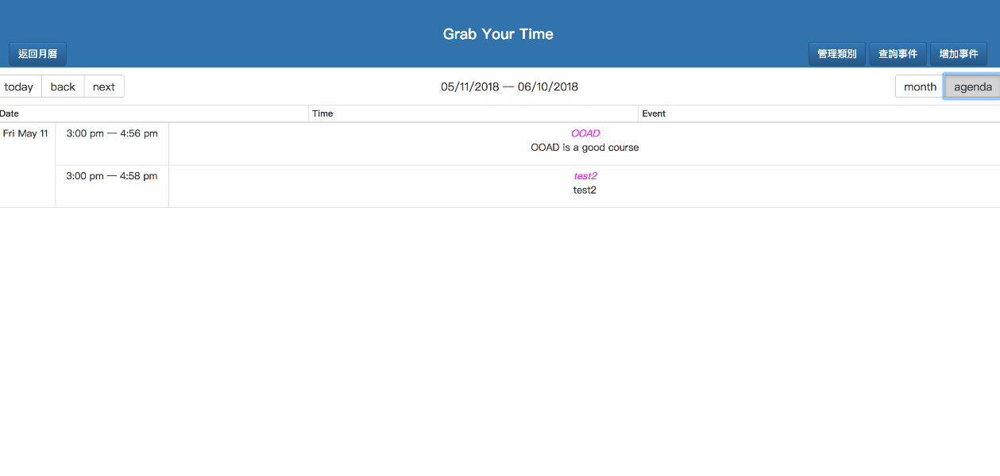 Grab Your Time
返回月曆 管理類別 查詢事件 增加事件
today back next 05/11/2018 — 06/10/2018 month agenda
Date Time Event
Fri May 11 3:00 pm — 4:56 pm OOAD
OOAD is a good course
3:00 pm — 4:58 pm test2
test2